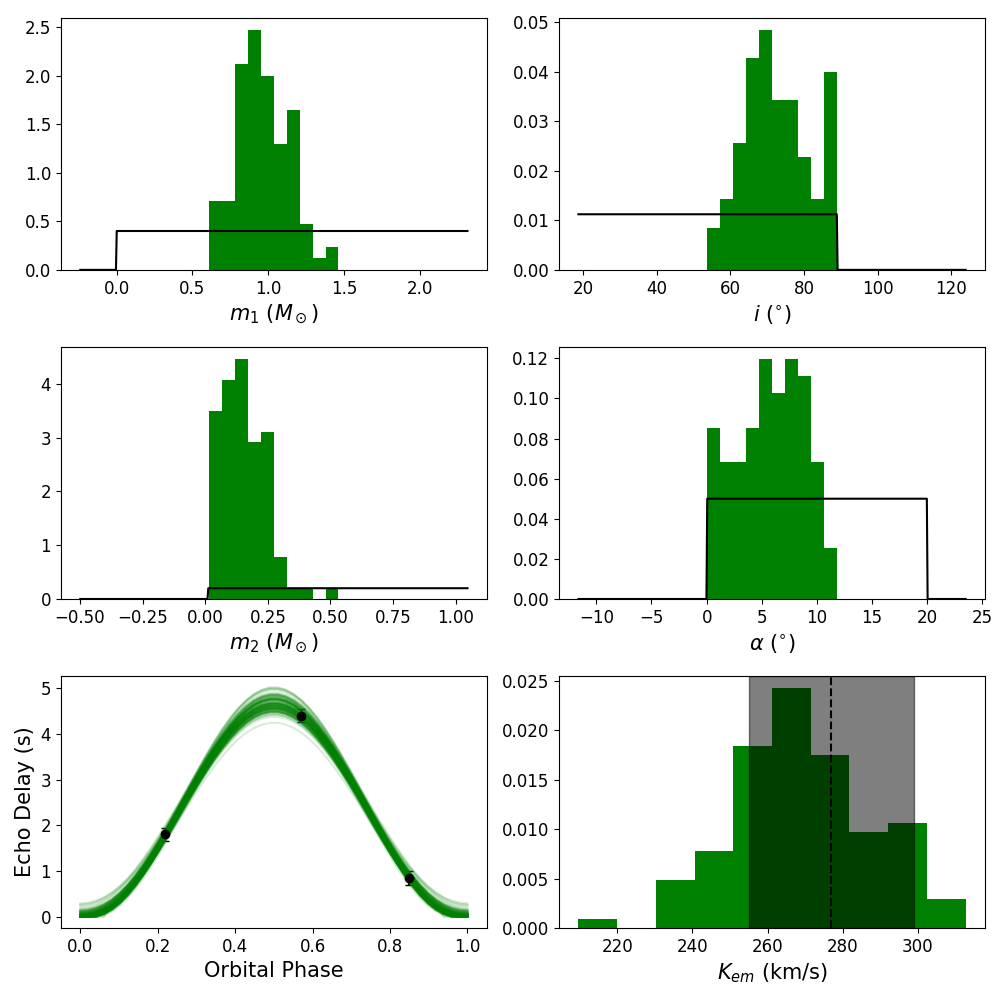 2.5
2.0
1.5
1.0
0.5
0.0
0.0 0.5 1.0 1.5 2.0
m₁ (M⊙)
0.05
0.04
0.03
0.02
0.01
0.00
20 40 60 80 100 120
i (°)
4
3
2
1
0
−0.50 −0.25 0.00 0.25 0.50 0.75 1.00
m₂ (M⊙)
0.12
0.10
0.08
0.06
0.04
0.02
0.00
−10 −5 0 5 10 15 20 25
α (°)
Echo Delay (s)
5
4
3
2
1
0
0.0 0.2 0.4 0.6 0.8 1.0
Orbital Phase
0.025
0.020
0.015
0.010
0.005
0.000
220 240 260 280 300
Kₑₘ (km/s)